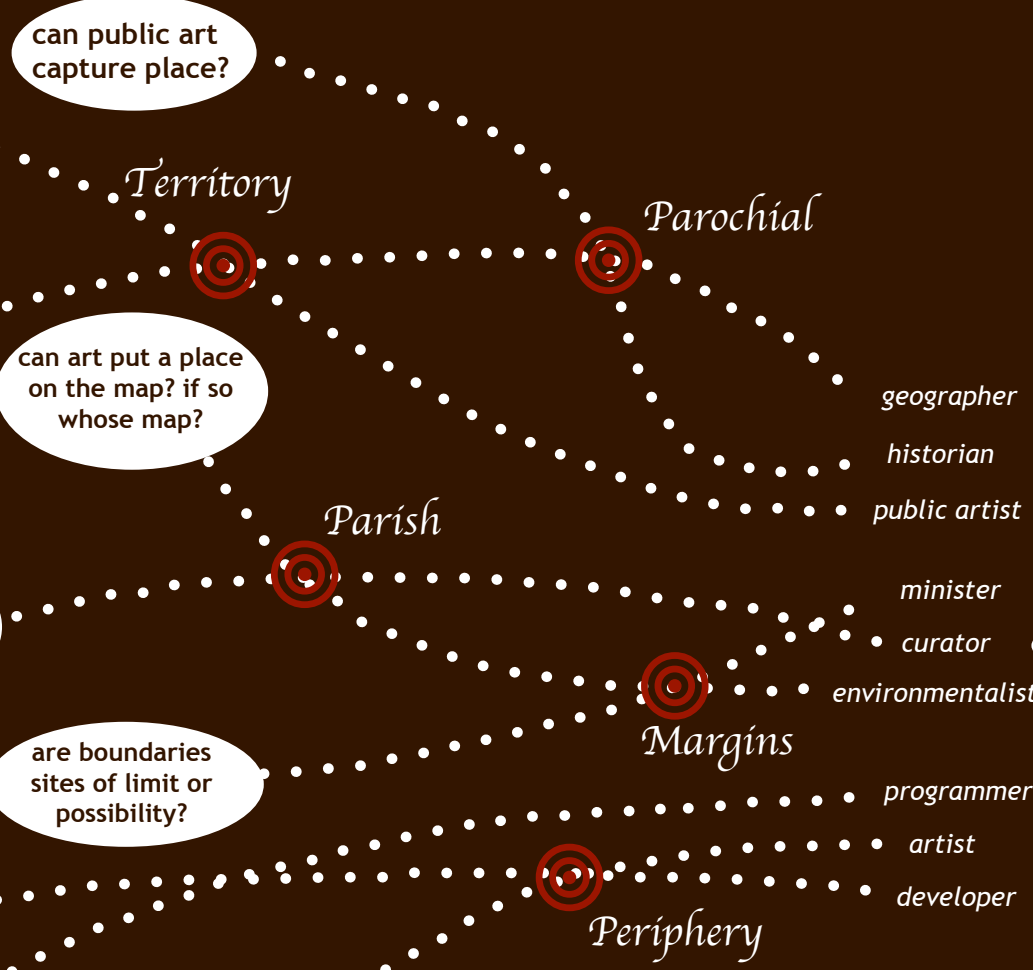 can public art
capture place?
Territory
Parochial
can art put a place
on the map? if so
whose map?
geographer
historian
public artist
Parish
minister
curator
environmentalist
Margins
are boundaries
sites of limit or
possibility?
programmer
artist
developer
Periphery